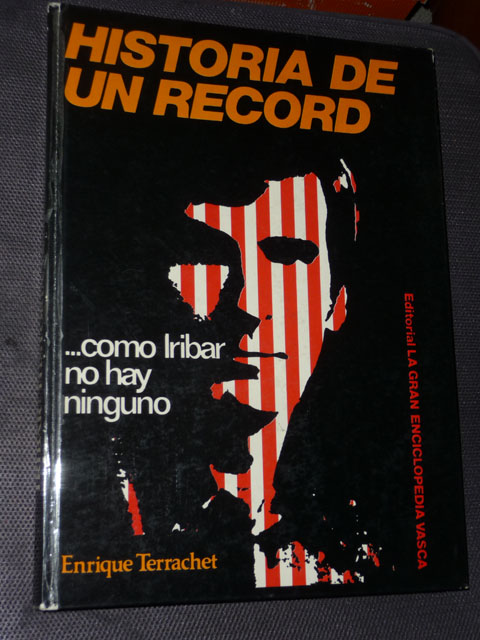 HISTORIA DE
UN RECORD
...como Iribar
no hay
ninguno
Editorial LA GRAN ENCICLOPEDIA VASCA
Enrique Terrachet